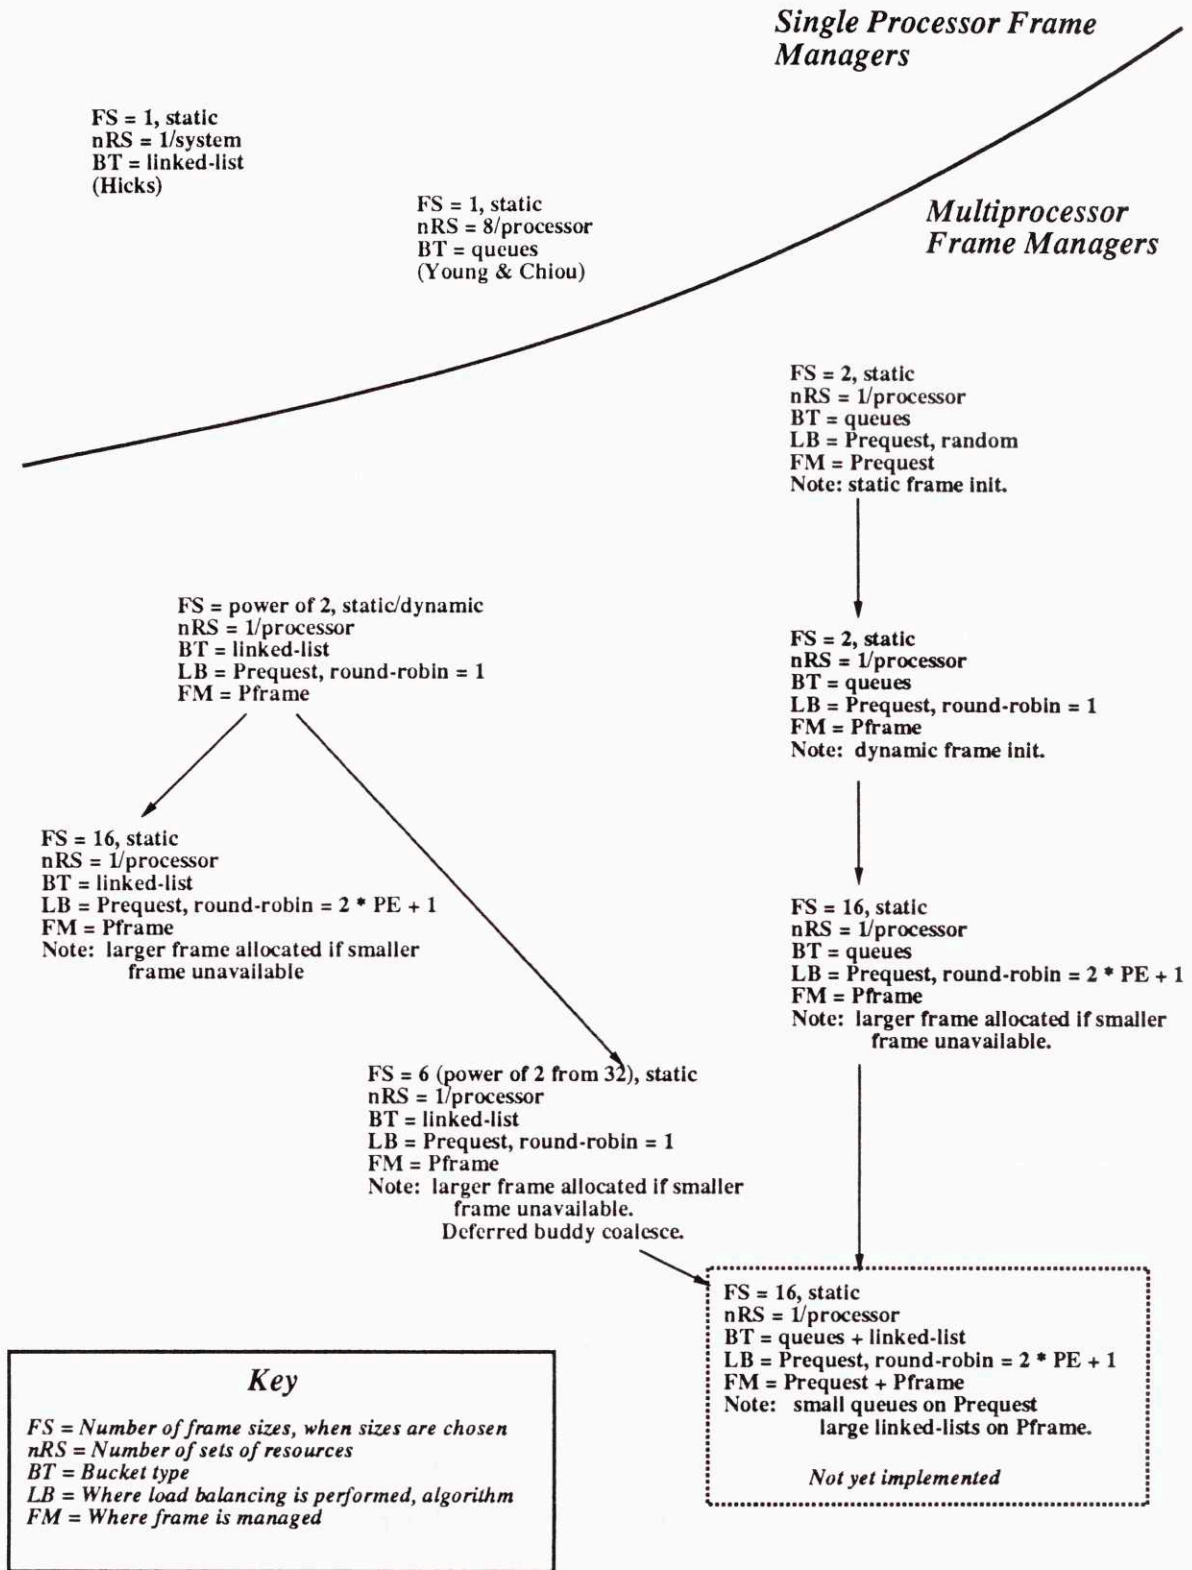 Single Processor Frame
Managers
FS = 1, static
nRS = 1/system
BT = linked-list
(Hicks)
FS = 1, static
nRS = 8/processor
BT = queues
(Young & Chiou)
Multiprocessor
Frame Managers
FS = 2, static
nRS = 1/processor
BT = queues
LB = Prequest, random
FM = Prequest
Note: static frame init.
FS = power of 2, static/dynamic
nRS = 1/processor
BT = linked-list
LB = Prequest, round-robin = 1
FM = Pframe
FS = 2, static
nRS = 1/processor
BT = queues
LB = Prequest, round-robin = 1
FM = Pframe
Note: dynamic frame init.
FS = 16, static
nRS = 1/processor
BT = linked-list
LB = Prequest, round-robin = 2 * PE + 1
FM = Pframe
Note: larger frame allocated if smaller
frame unavailable
FS = 16, static
nRS = 1/processor
BT = queues
LB = Prequest, round-robin = 2 * PE + 1
FM = Pframe
Note: larger frame allocated if smaller
frame unavailable.
FS = 6 (power of 2 from 32), static
nRS = 1/processor
BT = linked-list
LB = Prequest, round-robin = 1
FM = Pframe
Note: larger frame allocated if smaller
frame unavailable.
Deferred buddy coalesce.
FS = 16, static
nRS = 1/processor
BT = queues + linked-list
LB = Prequest, round-robin = 2 * PE + 1
FM = Prequest + Pframe
Note: small queues on Prequest
large linked-lists on Pframe.
Not yet implemented
Key
FS = Number of frame sizes, when sizes are chosen
nRS = Number of sets of resources
BT = Bucket type
LB = Where load balancing is performed, algorithm
FM = Where frame is managed